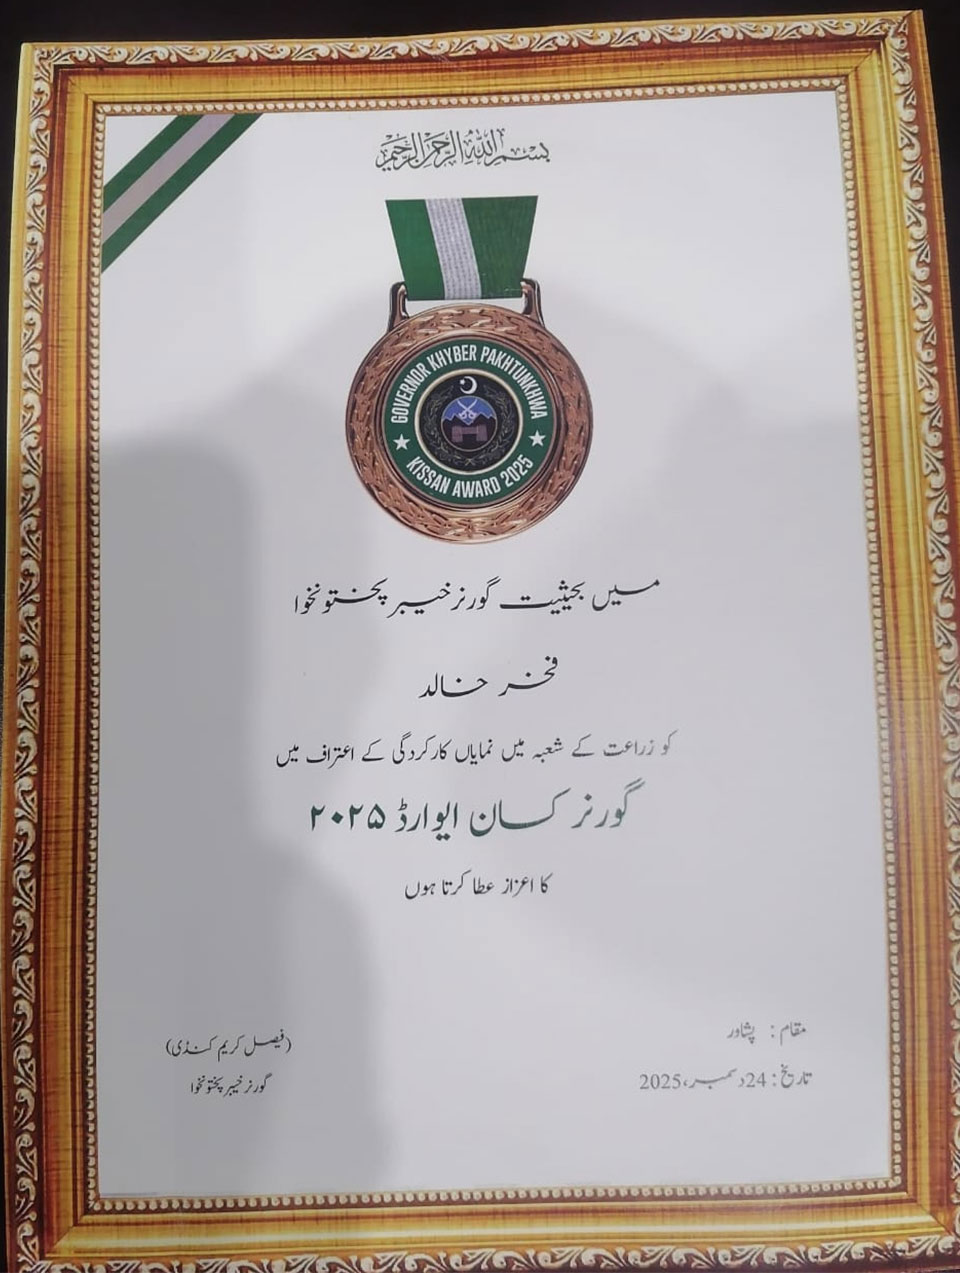 بسم الله الرحمن الرحيم
GOVERNOR KHYBER PAKHTUNKHWA
KISSAN AWARD 2025
میں بحیثیت گورنر خیبر پختونخوا
فخر خالد
کو زراعت کے شعبہ میں نمایاں کارکردگی کے اعتراف میں
گورنر کسان ایوارڈ ۲۰۲۵
کا اعزاز عطا کرتا ہوں
مقام : پشاور
تاریخ : 24 دسمبر، 2025
(فیصل کریم کنڈی)
گورنر خیبر پختونخوا